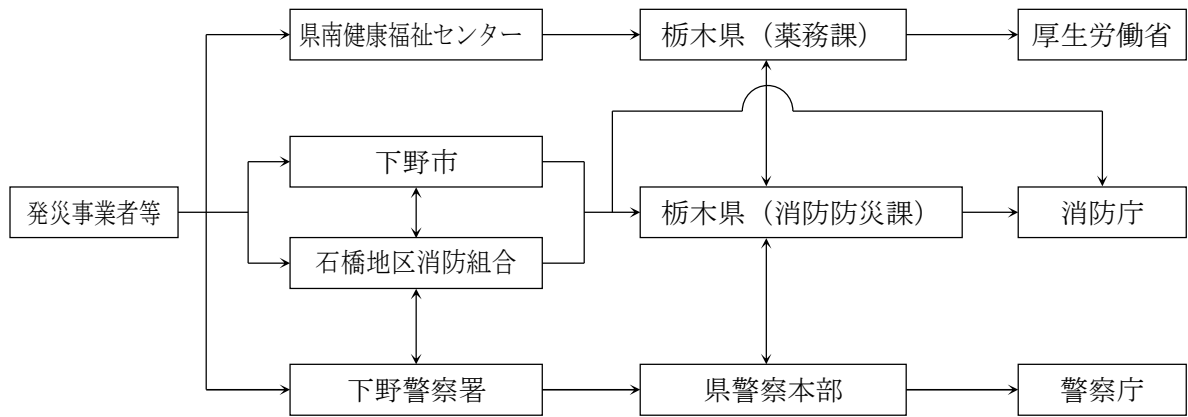 県南健康福祉センター
栃木県（薬務課）
厚生労働省
下野市
発災事業者等
栃木県（消防防災課）
消防庁
石橋地区消防組合
下野警察署
県警察本部
警察庁